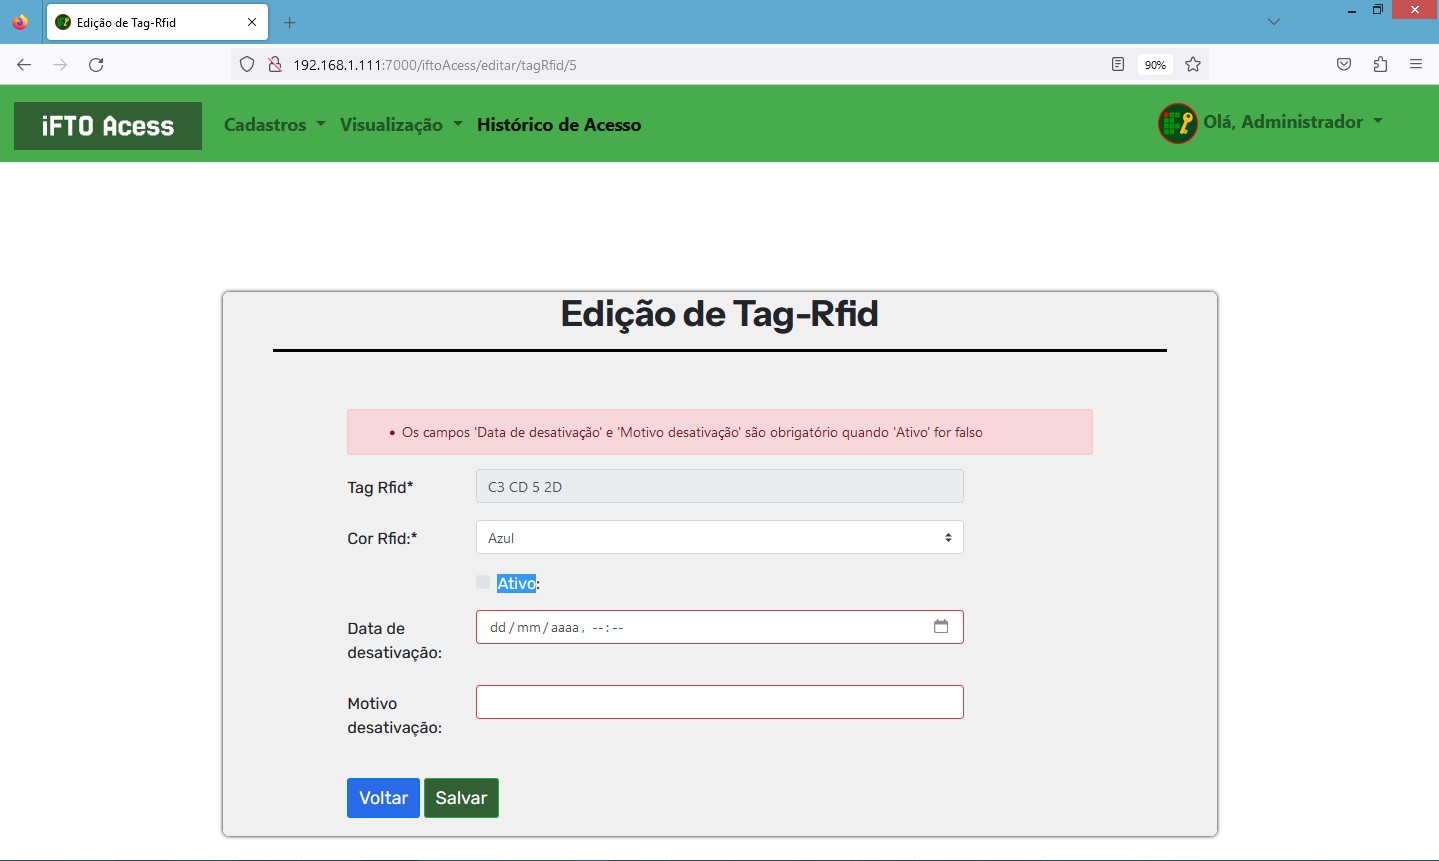 Edição de Tag-Rfid
192.168.1.111:7000/iftoAcess/editar/tagRfid/5
90%
iFTO Acess
Cadastros
Visualização
Histórico de Acesso
Olá, Administrador
Edição de Tag-Rfid
• Os campos 'Data de desativação' e 'Motivo desativação' são obrigatório quando 'Ativo' for falso
Tag Rfid*
C3 CD 5 2D
Cor Rfid:*
Azul
Ativo:
Data de
desativação:
dd/mm/aaaa, --:--
Motivo
desativação:
Voltar
Salvar